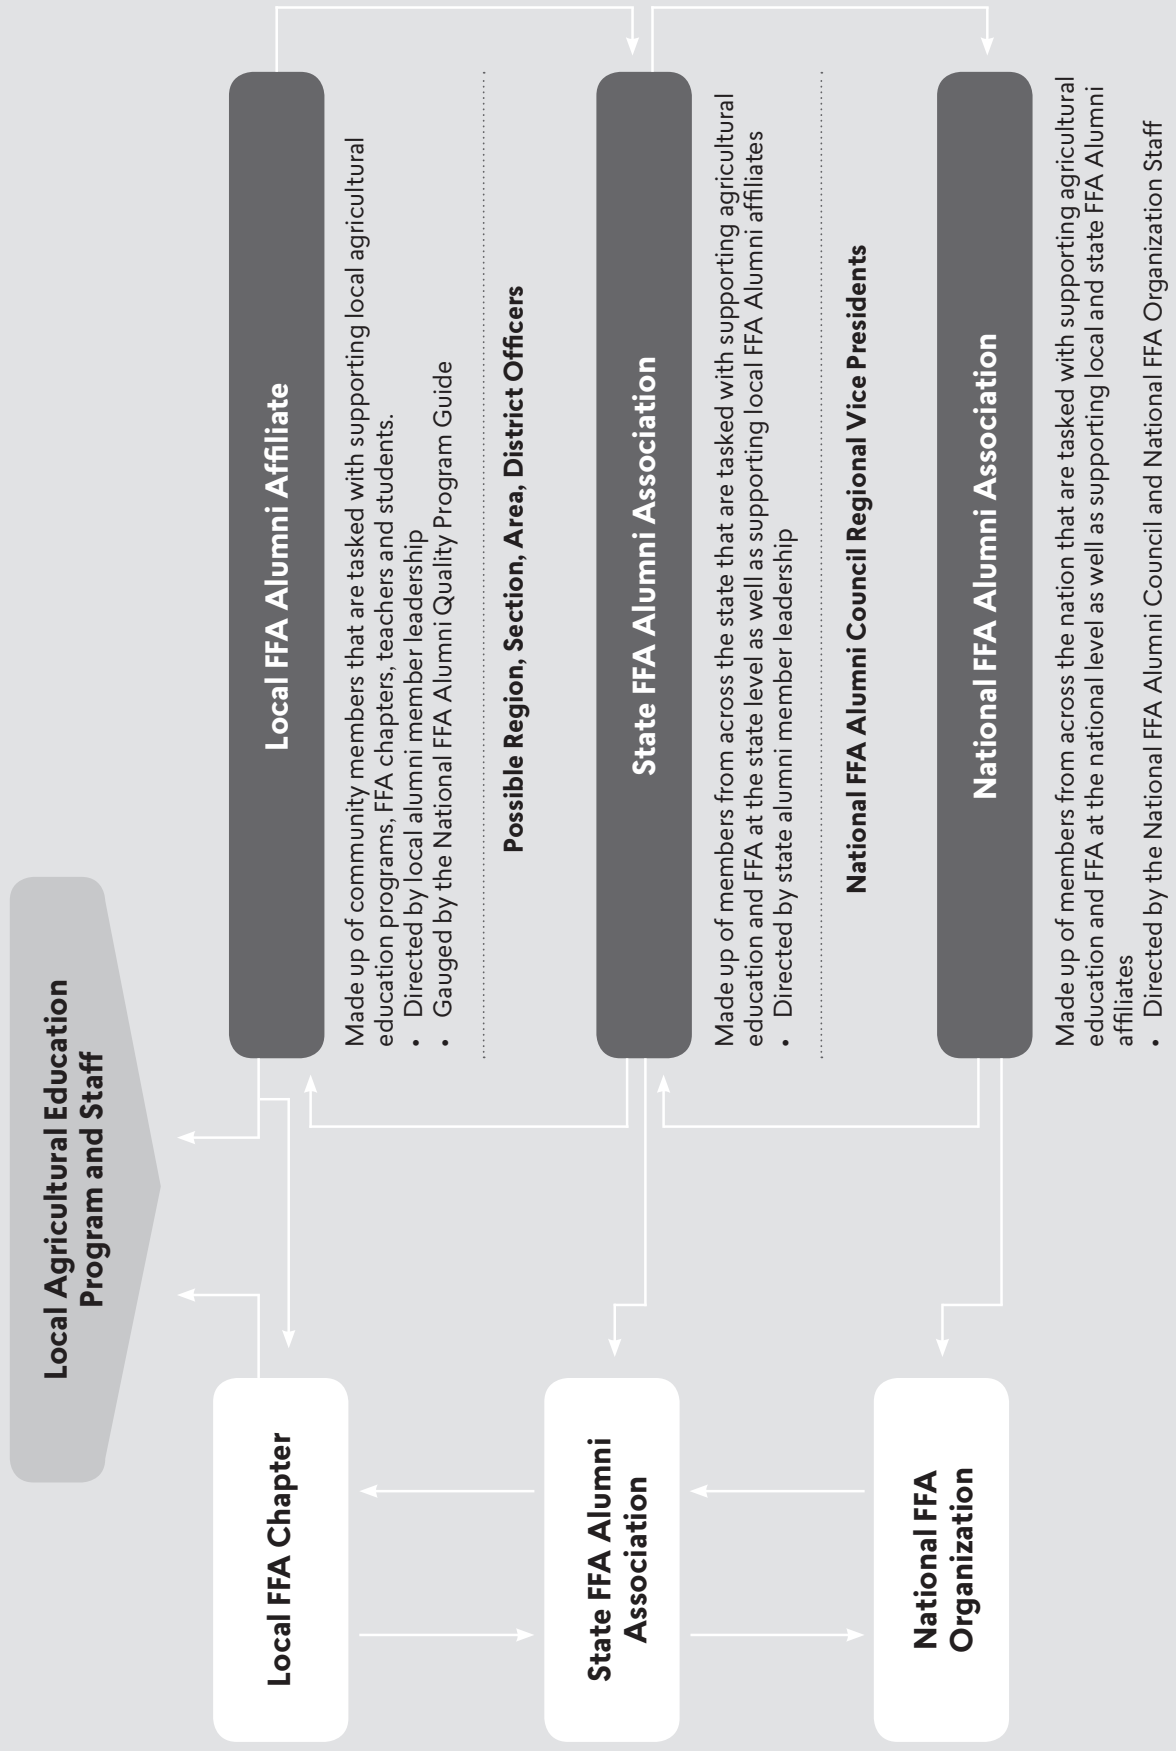 Local Agricultural Education
Program and Staff
Local FFA Chapter
State FFA Alumni
Association
National FFA
Organization
Local FFA Alumni Affiliate
Made up of community members that are tasked with supporting local agricultural
education programs, FFA chapters, teachers and students.
• Directed by local alumni member leadership
• Gauged by the National FFA Alumni Quality Program Guide
Possible Region, Section, Area, District Officers
State FFA Alumni Association
Made up of members from across the state that are tasked with supporting agricultural
education and FFA at the state level as well as supporting local FFA Alumni affiliates
• Directed by state alumni member leadership
National FFA Alumni Council Regional Vice Presidents
National FFA Alumni Association
Made up of members from across the nation that are tasked with supporting agricultural
education and FFA at the national level as well as supporting local and state FFA Alumni
affiliates
• Directed by the National FFA Alumni Council and National FFA Organization Staff